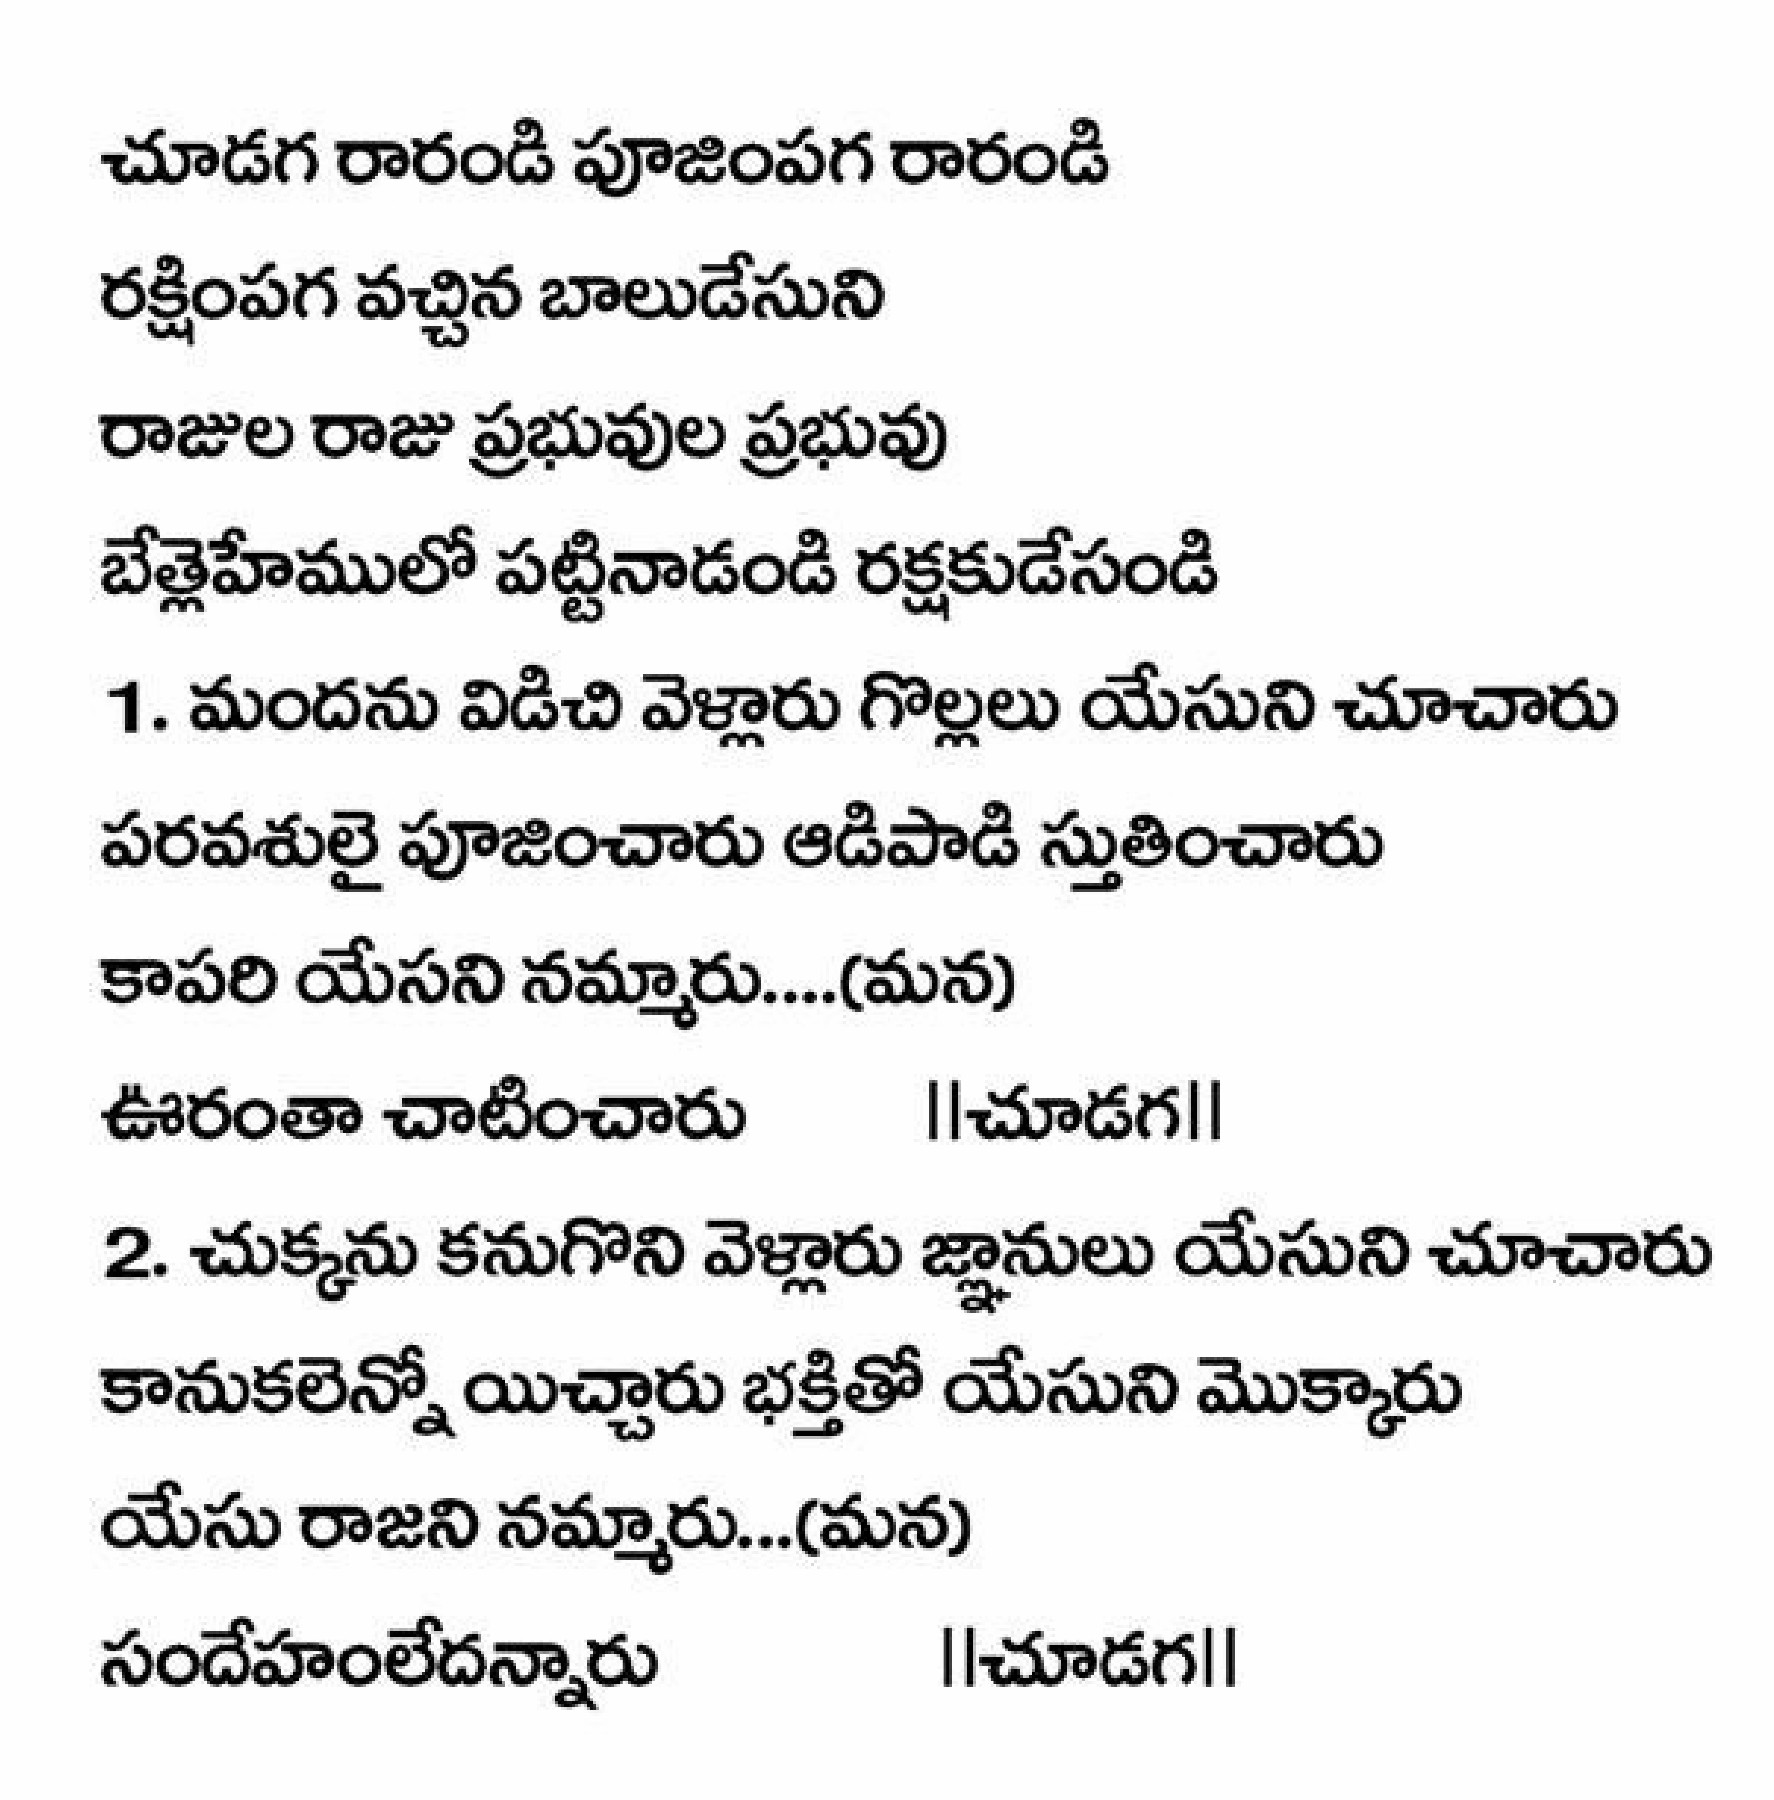 చూడగ రారండి పూజింపగ రారండి
రక్షింపగ వచ్చిన బాలుడేసుని
రాజుల రాజు ప్రభువుల ప్రభువు
బేత్లెహేములో పట్టినాడండి రక్షకుడేసండి
1. మందను విడిచి వెళ్లారు గొల్లలు యేసుని చూచారు
పరవశులై పూజించారు ఆడిపాడి స్తుతించారు
కాపరి యేసని నమ్మారు....(మన)
ఊరంతా చాటించారు ||చూడగ||
2. చుక్కను కనుగొని వెళ్లారు జ్ఞానులు యేసుని చూచారు
కానుకలెన్నో యిచ్చారు భక్తితో యేసుని మొక్కారు
యేసు రాజని నమ్మారు...(మన)
సందేహంలేదన్నారు ||చూడగ||